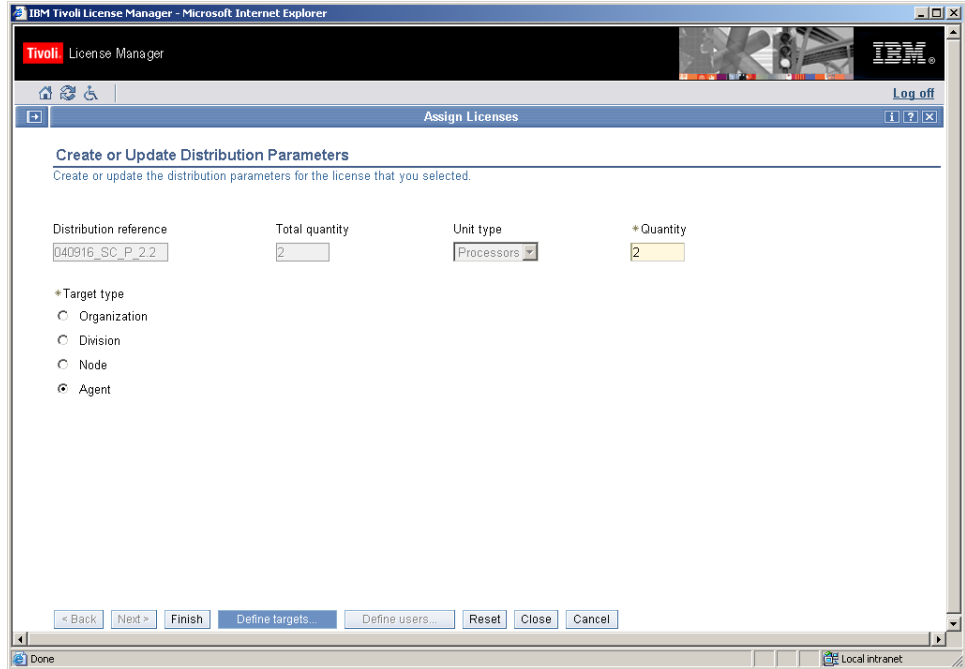 IBM Tivoli License Manager - Microsoft Internet Explorer
Tivoli. License Manager
IBM®
Log off
Assign Licenses
i ? X
Create or Update Distribution Parameters
Create or update the distribution parameters for the license that you selected.
Distribution reference Total quantity Unit type *Quantity
040916_SC_P_2.2 2 Processors 2
*Target type
Organization
Division
Node
Agent
< Back Next > Finish Define targets... Define users... Reset Close Cancel
Done Local intranet